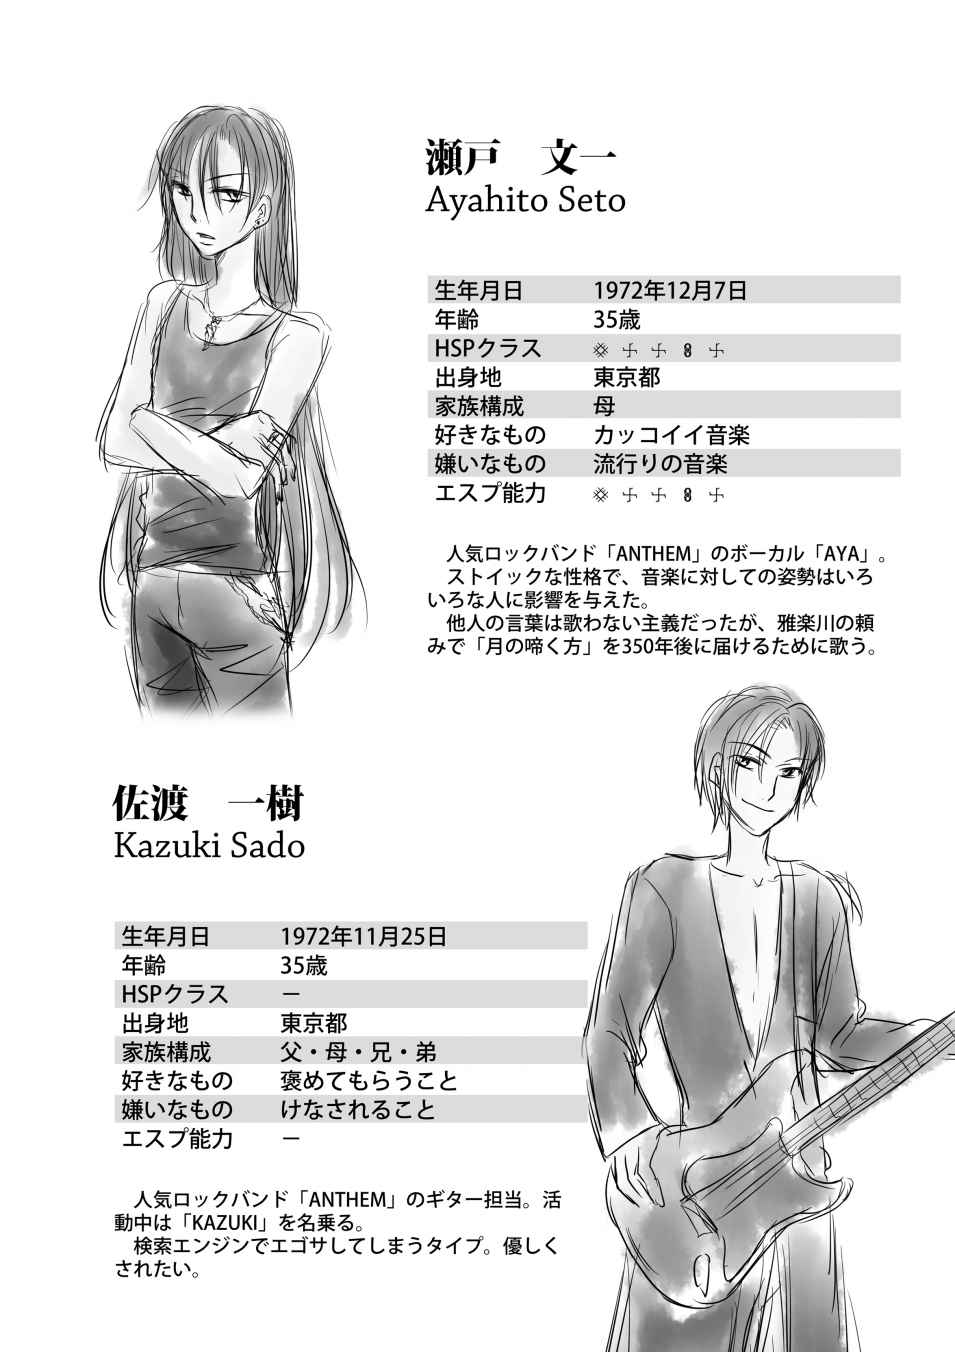 瀬戸　文一
Ayahito Seto
生年月日　1972年12月7日
年齢　35歳
HSPクラス
出身地　東京都
家族構成　母
好きなもの　カッコイイ音楽
嫌いなもの　流行りの音楽
エスプ能力
人気ロックバンド「ANTHEM」のボーカル「AYA」。
ストイックな性格で、音楽に対しての姿勢はいろ
いろな人に影響を与えた。
他人の言葉は歌わない主義だったが、雅楽川の頼
みで「月の啼く方」を350年後に届けるために歌う。
佐渡　一樹
Kazuki Sado
生年月日　1972年11月25日
年齢　35歳
HSPクラス　－
出身地　東京都
家族構成　父・母・兄・弟
好きなもの　褒めてもらうこと
嫌いなもの　けなされること
エスプ能力　－
人気ロックバンド「ANTHEM」のギター担当。活
動中は「KAZUKI」を名乗る。
検索エンジンでエゴサしてしまうタイプ。優しく
されたい。